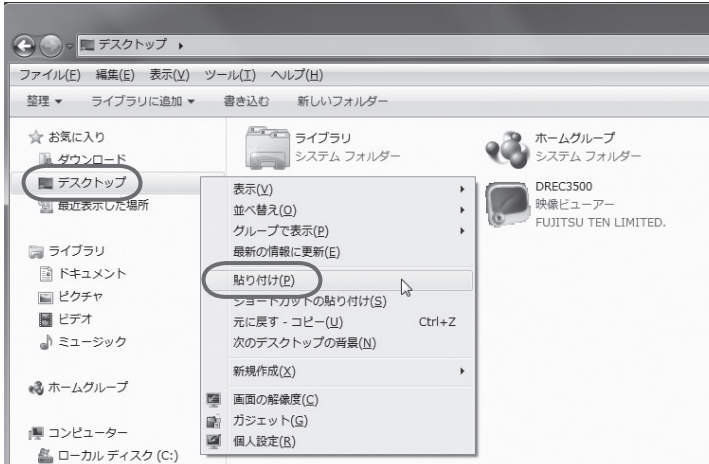 デスクトップ
ファイル(F) 編集(E) 表示(V) ツール(T) ヘルプ(H)
整理 ライブラリに追加 書き込む 新しいフォルダー
お気に入り
ダウンロード
デスクトップ
最近表示した場所
ライブラリ
ドキュメント
ピクチャ
ビデオ
ミュージック
ホームグループ
コンピューター
ローカル ディスク (C:)
ライブラリ
システム フォルダー
ホームグループ
システム フォルダー
DREC3500
映像ビューアー
FUJITSU TEN LIMITED.
表示(V)
並べ替え(O)
グループで表示(P)
最新の情報に更新(E)
貼り付け(P)
ショートカットの貼り付け(S)
元に戻す - コピー(U) Ctrl+Z
次のデスクトップの背景(N)
新規作成(X)
画面の解像度(C)
ガジェット(G)
個人設定(R)